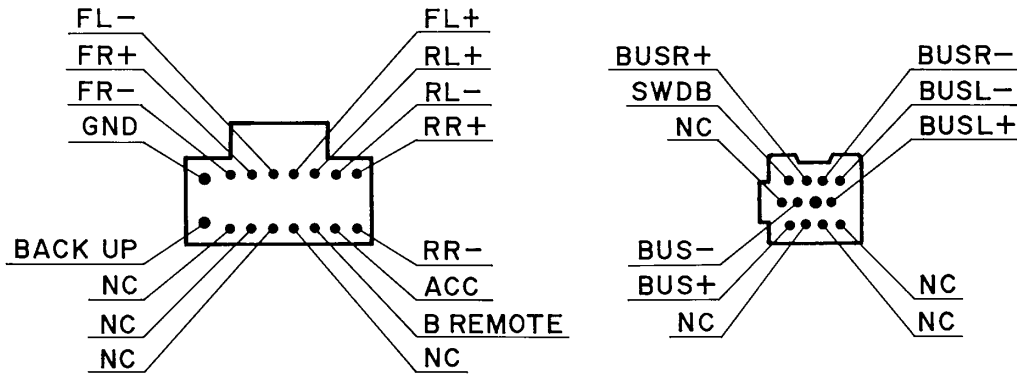 FL− FL+
FR+ RL+
FR− RL−
GND RR+
BACK UP RR−
NC ACC
NC B REMOTE
NC NC
BUSR+ BUSR−
SWDB BUSL−
NC BUSL+
BUS− NC
BUS+ NC
NC